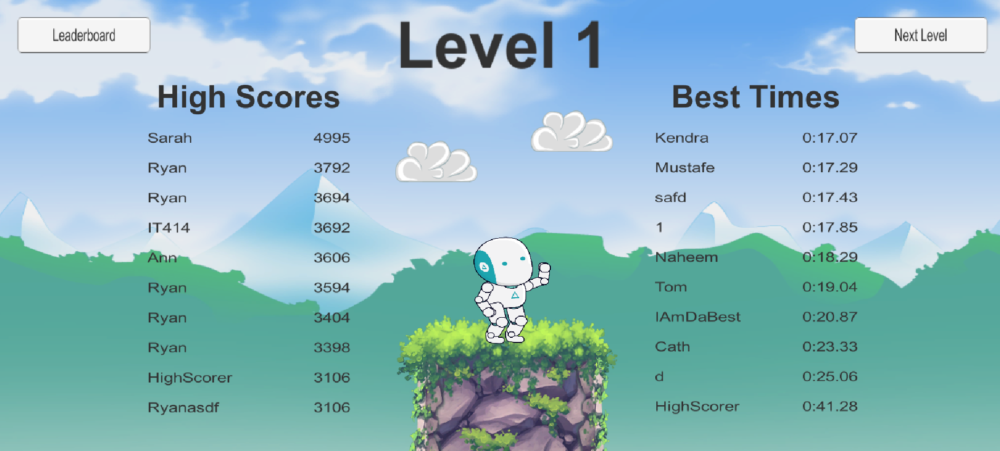 Leaderboard
Level 1
Next Level
High Scores
Sarah 4995
Ryan 3792
Ryan 3694
IT414 3692
Ann 3606
Ryan 3594
Ryan 3404
Ryan 3398
HighScorer 3106
Ryanasdf 3106
Best Times
Kendra 0:17.07
Mustafe 0:17.29
safd 0:17.43
1 0:17.85
Naheem 0:18.29
Tom 0:19.04
IAmDaBest 0:20.87
Cath 0:23.33
d 0:25.06
HighScorer 0:41.28